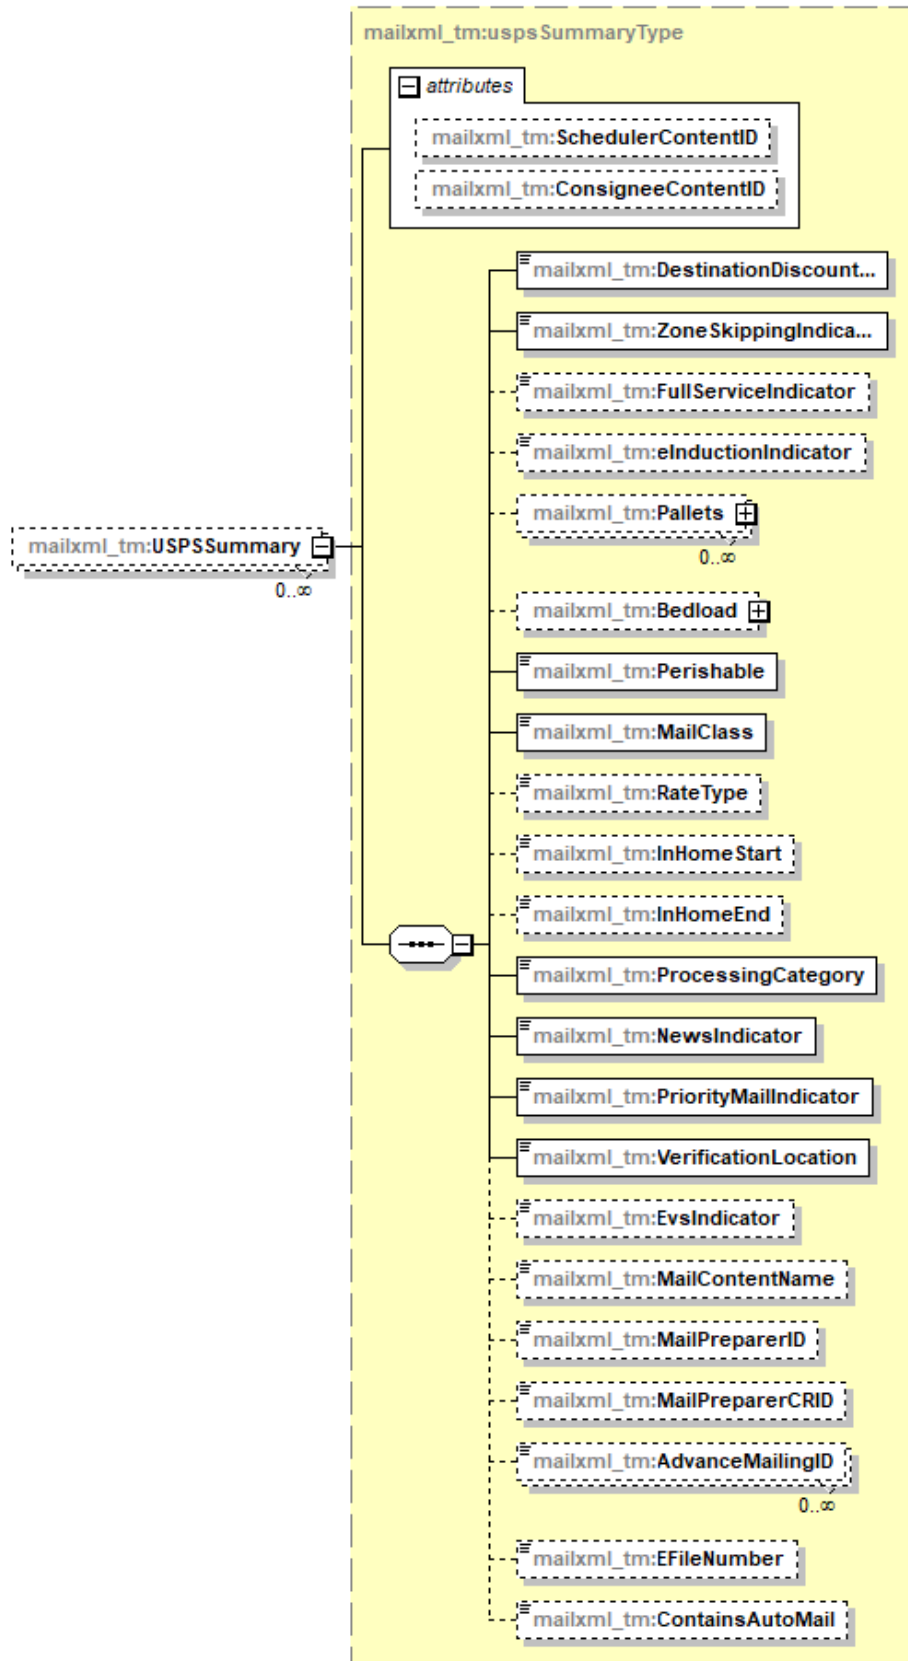 mailxml_tm:uspsSummaryType
attributes
mailxml_tm:SchedulerContentID
mailxml_tm:ConsigneeContentID
mailxml_tm:DestinationDiscount...
mailxml_tm:ZoneSkippingIndica...
mailxml_tm:FullServiceIndicator
mailxml_tm:eInductionIndicator
mailxml_tm:Pallets
0..∞
mailxml_tm:USPSSummary
0..∞
mailxml_tm:Bedload
mailxml_tm:Perishable
mailxml_tm:MailClass
mailxml_tm:RateType
mailxml_tm:InHomeStart
mailxml_tm:InHomeEnd
mailxml_tm:ProcessingCategory
mailxml_tm:NewsIndicator
mailxml_tm:PriorityMailIndicator
mailxml_tm:VerificationLocation
mailxml_tm:EvsIndicator
mailxml_tm:MailContentName
mailxml_tm:MailPreparerID
mailxml_tm:MailPreparerCRID
mailxml_tm:AdvanceMailingID
0..∞
mailxml_tm:EFileNumber
mailxml_tm:ContainsAutoMail